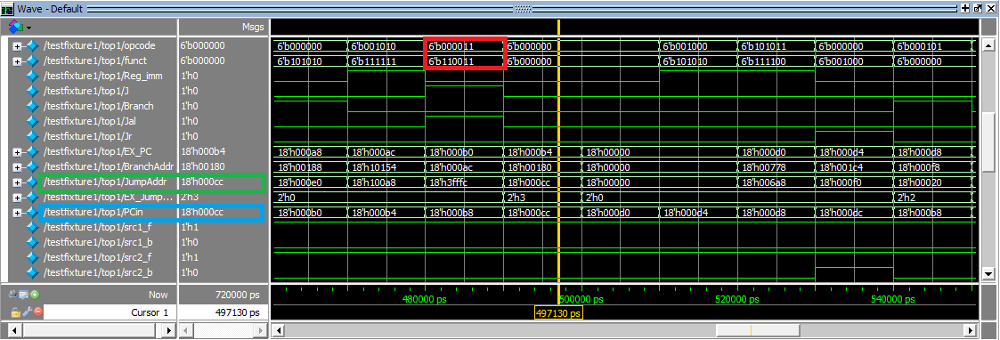 Wave - Default
Msgs
/testfixture1/top1/opcode 6'b000000 6'b000000 6'b001010 6'b000011 6'b000000 6'b001000 6'b101011 6'b000000 6'b000101
/testfixture1/top1/funct 6'b000000 6'b101010 6'b111111 6'b110011 6'b000000 6'b101010 6'b111100 6'b001000 6'b000000
/testfixture1/top1/Reg_imm 1'h0
/testfixture1/top1/J 1'h0
/testfixture1/top1/Branch 1'h0
/testfixture1/top1/Jal 1'h0
/testfixture1/top1/Jr 1'h0
/testfixture1/top1/EX_PC 18'h000b4 18'h000a8 18'h000ac 18'h000b0 18'h000b4 18'h00000 18'h000d0 18'h000d4 18'h000d8
/testfixture1/top1/BranchAddr 18'h00180 18'h00188 18'h10154 18'h000ac 18'h00180 18'h00000 18'h00778 18'h001c4 18'h000f8
/testfixture1/top1/JumpAddr 18'h000cc 18'h000e0 18'h100a8 18'h3fffc 18'h000cc 18'h00000 18'h006a8 18'h000f0 18'h00020
/testfixture1/top1/EX_Jump... 2'h3 2'h0 2'h3 2'h0 2'h2
/testfixture1/top1/PCin 18'h000cc 18'h000b0 18'h000b4 18'h000b8 18'h000cc 18'h000d0 18'h000d4 18'h000d8 18'h000dc 18'h000b8
/testfixture1/top1/src1_f 1'h1
/testfixture1/top1/src1_b 1'h0
/testfixture1/top1/src2_f 1'h1
/testfixture1/top1/src2_b 1'h0
Now 720000 ps 480000 ps 500000 ps 520000 ps 540000 ps
Cursor 1 497130 ps 497130 ps